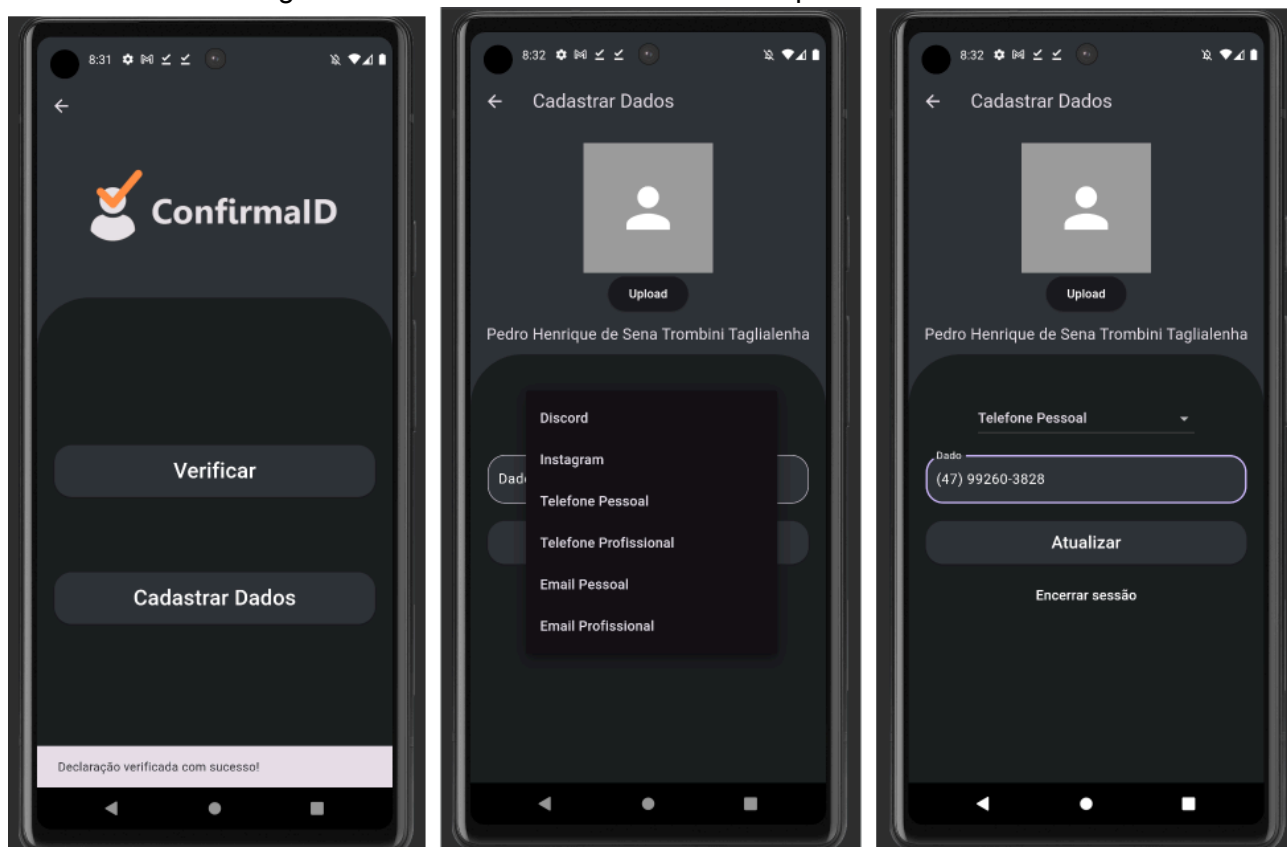 8:31
ConfirmaID
Verificar
Cadastrar Dados
Declaração verificada com sucesso!
8:32
Cadastrar Dados
Upload
Pedro Henrique de Sena Trombini Taglialenha
Discord
Instagram
Telefone Pessoal
Telefone Profissional
Email Pessoal
Email Profissional
8:32
Cadastrar Dados
Upload
Pedro Henrique de Sena Trombini Taglialenha
Telefone Pessoal
Dado
(47) 99260-3828
Atualizar
Encerrar sessão